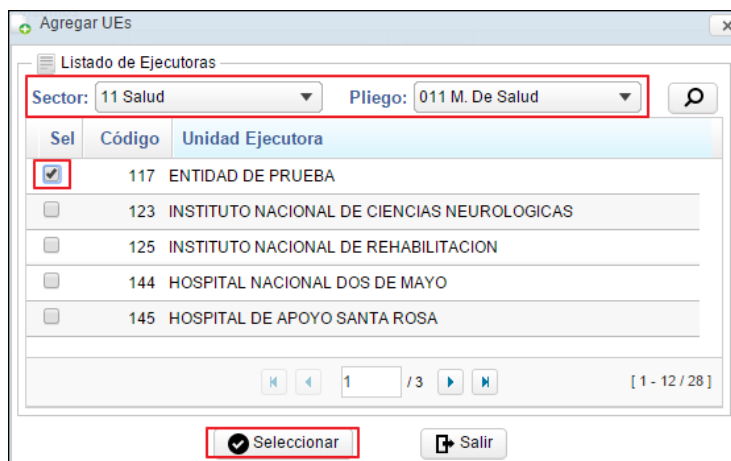 Agregar UEs
Listado de Ejecutoras
Sector: 11 Salud Pliego: 011 M. De Salud
Sel Código Unidad Ejecutora
117 ENTIDAD DE PRUEBA
123 INSTITUTO NACIONAL DE CIENCIAS NEUROLOGICAS
125 INSTITUTO NACIONAL DE REHABILITACION
144 HOSPITAL NACIONAL DOS DE MAYO
145 HOSPITAL DE APOYO SANTA ROSA
1 / 3 [ 1 - 12 / 28 ]
Seleccionar Salir